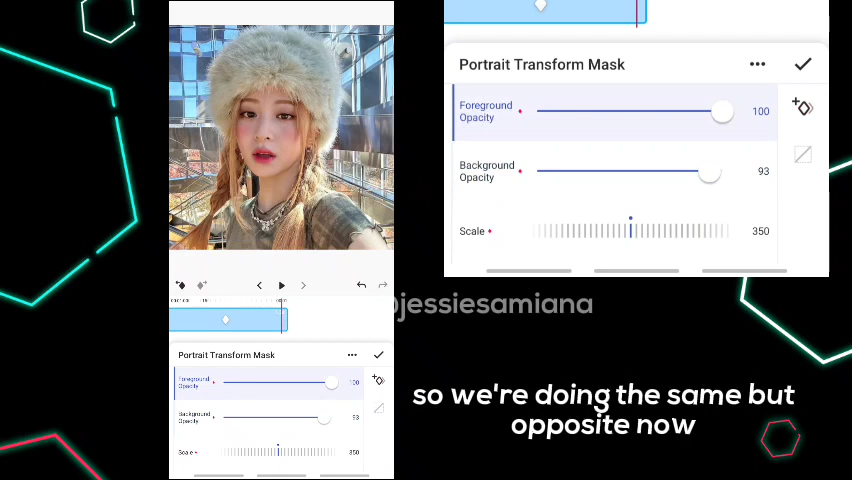 Portrait Transform Mask
Foreground
Opacity
100
Background
Opacity
93
Scale
350
Portrait Transform Mask
Foreground
Opacity
100
Background
Opacity
93
Scale
350
jessiesamiana
so we're doing the same but
opposite now